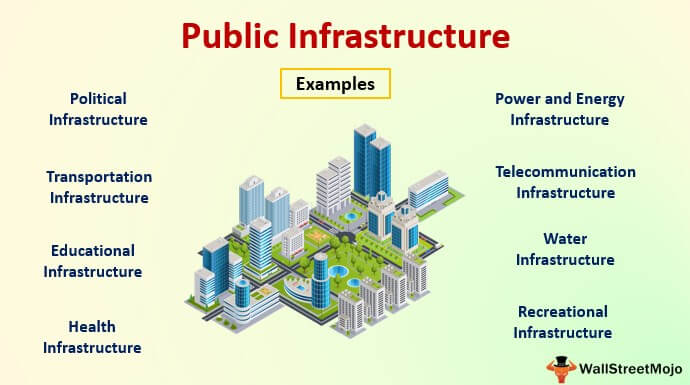 Public Infrastructure
Examples
Political
Infrastructure
Transportation
Infrastructure
Educational
Infrastructure
Health
Infrastructure
Power and Energy
Infrastructure
Telecommunication
Infrastructure
Water
Infrastructure
Recreational
Infrastructure
WallStreetMojo